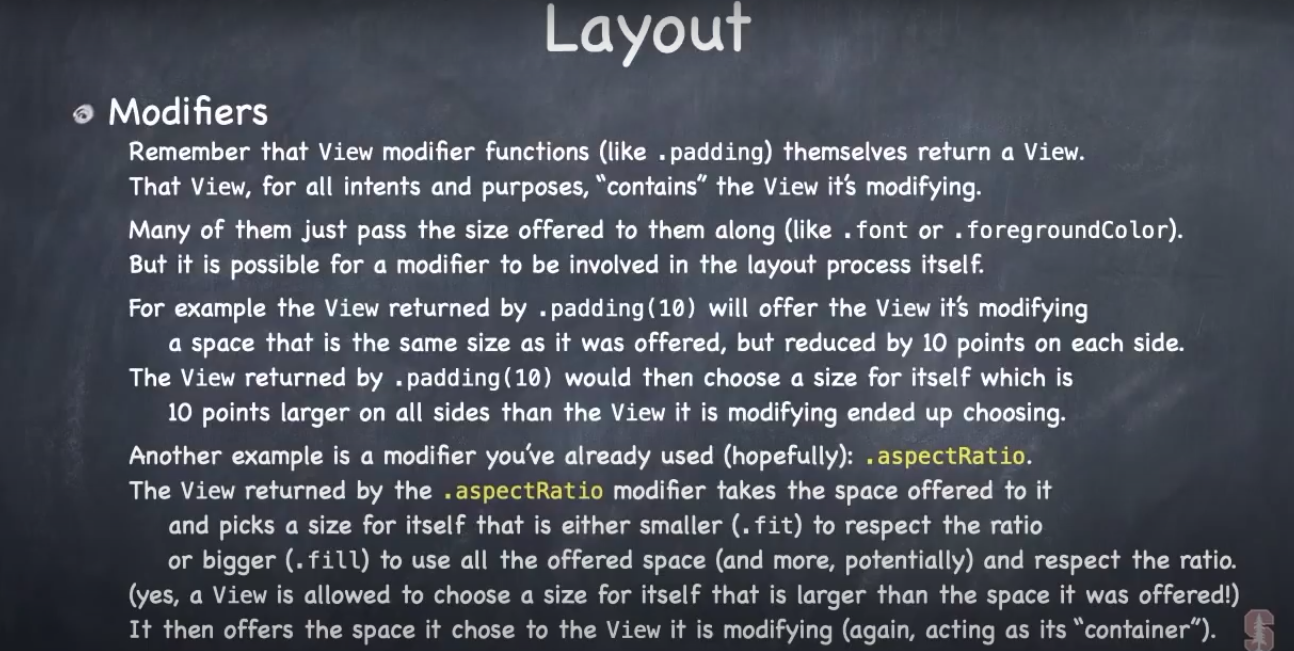 Layout
Modifiers
Remember that View modifier functions (like .padding) themselves return a View.
That View, for all intents and purposes, “contains” the View it’s modifying.
Many of them just pass the size offered to them along (like .font or .foregroundColor).
But it is possible for a modifier to be involved in the layout process itself.
For example the View returned by .padding(10) will offer the View it’s modifying
a space that is the same size as it was offered, but reduced by 10 points on each side.
The View returned by .padding(10) would then choose a size for itself which is
10 points larger on all sides than the View it is modifying ended up choosing.
Another example is a modifier you’ve already used (hopefully): .aspectRatio.
The View returned by the .aspectRatio modifier takes the space offered to it
and picks a size for itself that is either smaller (.fit) to respect the ratio
or bigger (.fill) to use all the offered space (and more, potentially) and respect the ratio.
(yes, a View is allowed to choose a size for itself that is larger than the space it was offered!)
It then offers the space it chose to the View it is modifying (again, acting as its “container”).